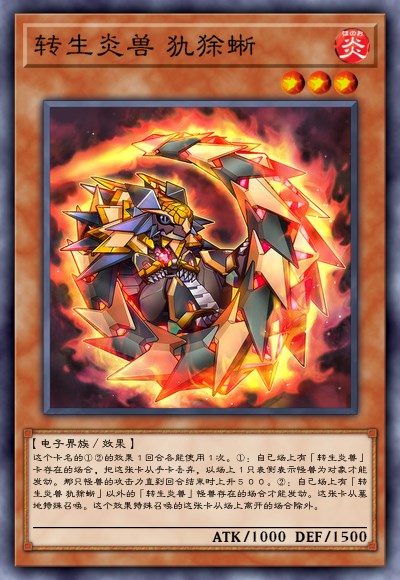 转生炎兽 犰狳蜥
ほのお
炎
【电子界族／效果】
这个卡名的①②的效果1回合各能使用1次。①：自己场上有「转生炎兽」
卡存在的场合，把这张卡从手卡丢弃，以场上1只表侧表示怪兽为对象才能
发动。那只怪兽的攻击力直到回合结束时上升500。②：自己场上有「转
生炎兽 犰狳蜥」以外的「转生炎兽」怪兽存在的场合才能发动。这张卡从墓
地特殊召唤。这个效果特殊召唤的这张卡从场上离开的场合除外。
ATK/1000 DEF/1500